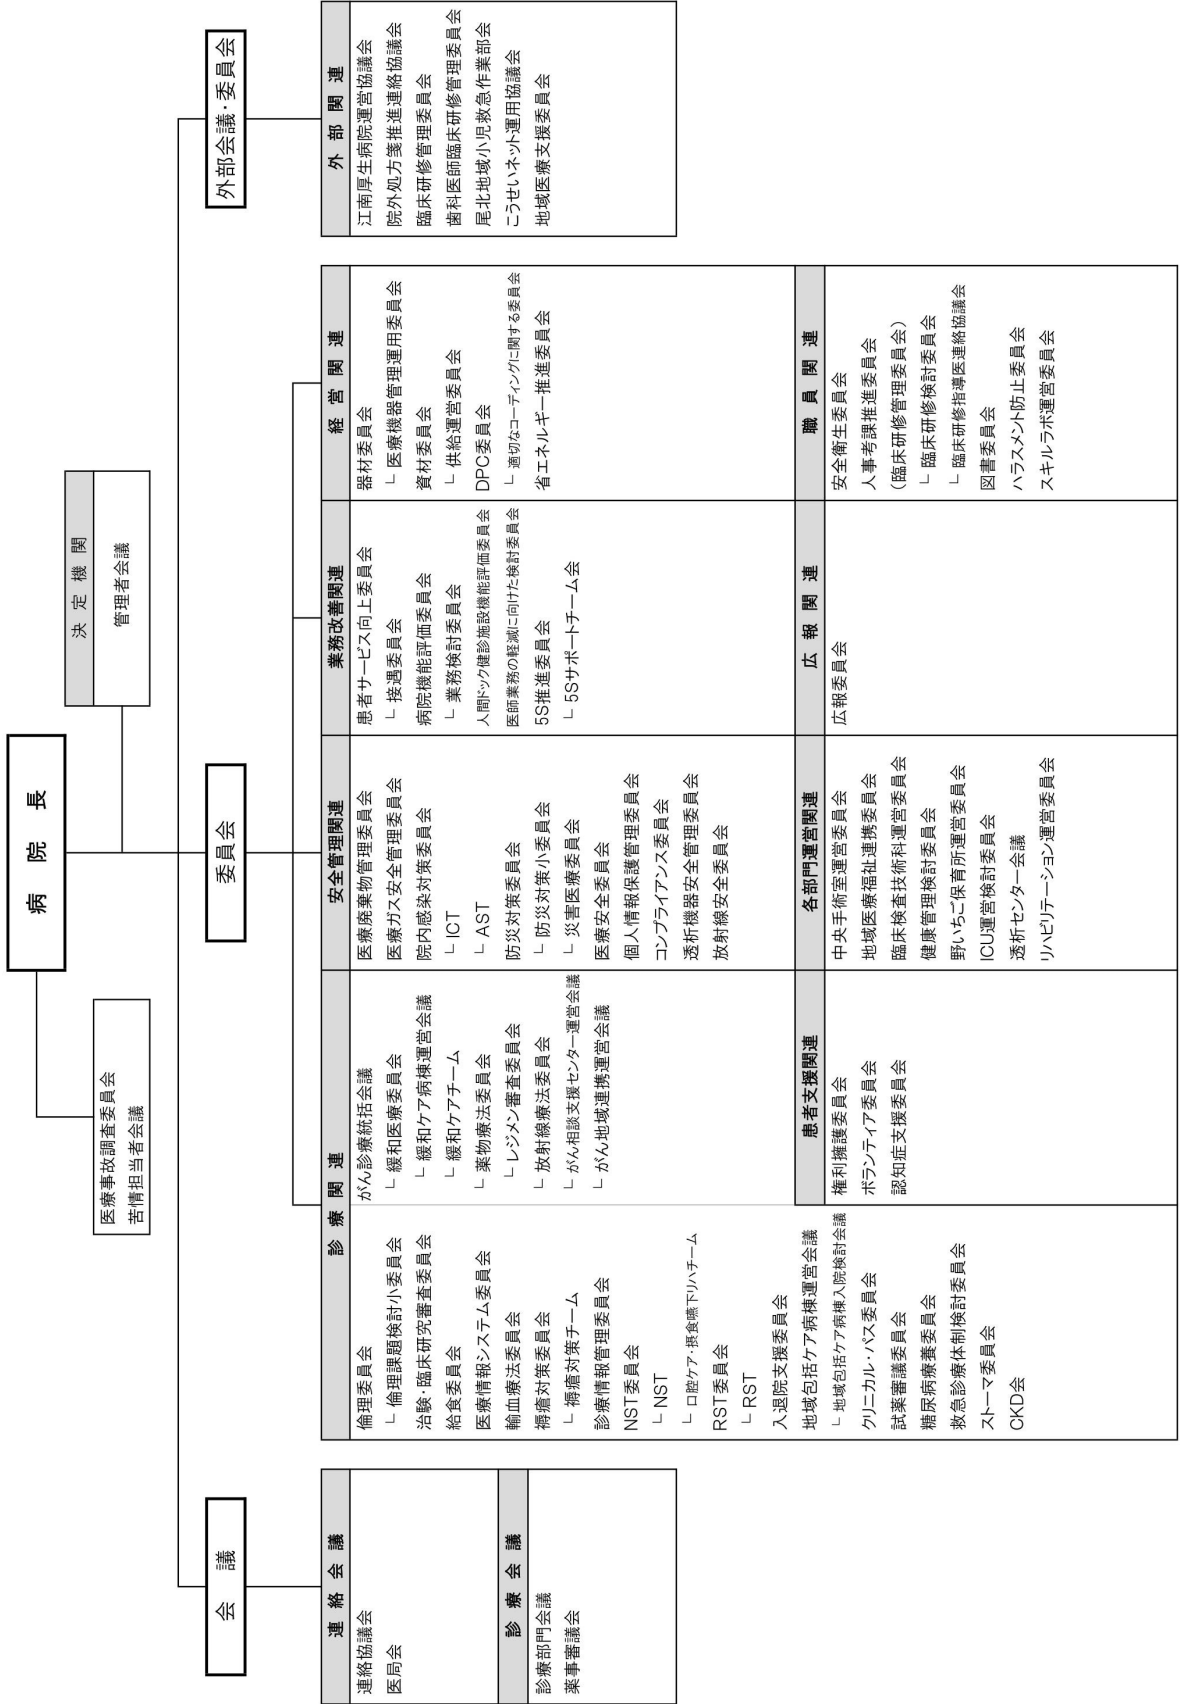 病院長
医療事故調査委員会
苦情担当者会議
決定機関
管理者会議
会議
連絡会議
連絡協議会
医局会
診療会議
診療部門会議
薬事審議会
委員会
診療関連
倫理委員会
└ 倫理課題検討小委員会
治験・臨床研究審査委員会
給食委員会
医療情報システム委員会
輸血療法委員会
褥瘡対策委員会
└ 褥瘡対策チーム
診療情報管理委員会
NST委員会
└ NST
└ 口腔ケア・摂食嚥下リハチーム
RST委員会
└ RST
入退院支援委員会
地域包括ケア病棟運営会議
└ 地域包括ケア病棟入院検討会議
クリニカル・パス委員会
試薬審議委員会
糖尿病療養委員会
救急診療体制検討委員会
ストーマ委員会
CKD会
がん診療統括会議
└ 緩和医療委員会
└ 緩和ケア病棟運営会議
└ 緩和ケアチーム
└ 薬物療法委員会
└ レジメン審査委員会
└ 放射線療法委員会
└ がん相談支援センター運営会議
└ がん地域連携運営会議
患者支援関連
権利擁護委員会
ボランティア委員会
認知症支援委員会
安全管理関連
医療廃棄物管理委員会
医療ガス安全管理委員会
院内感染対策委員会
└ ICT
└ AST
防災対策委員会
└ 防災対策小委員会
└ 災害医療委員会
医療安全委員会
個人情報保護管理委員会
コンプライアンス委員会
透析機器安全管理委員会
放射線安全委員会
各部門運営関連
中央手術室運営委員会
地域医療福祉連携委員会
臨床検査技術科運営委員会
健康管理検討委員会
野いちご保育所運営委員会
ICU運営検討委員会
透析センター会議
リハビリテーション運営委員会
業務改善関連
患者サービス向上委員会
└ 接遇委員会
病院機能評価委員会
└ 業務検討委員会
人間ドック健診施設機能評価委員会
医師業務の軽減に向けた検討委員会
5S推進委員会
└ 5Sサポートチーム会
広報関連
広報委員会
経営関連
器材委員会
└ 医療機器管理運用委員会
資材委員会
└ 供給運営委員会
DPC委員会
└ 適切なコーディングに関する委員会
省エネルギー推進委員会
職員関連
安全衛生委員会
人事考課推進委員会
（臨床研修管理委員会）
└ 臨床研修検討委員会
└ 臨床研修指導医連絡協議会
図書委員会
ハラスメント防止委員会
スキルラボ運営委員会
外部会議・委員会
外部関連
江南厚生病院運営協議会
院外処方箋推進連絡協議会
臨床研修管理委員会
歯科医師臨床研修管理委員会
尾北地域小児救急作業部会
こうせいネット運用協議会
地域医療支援委員会